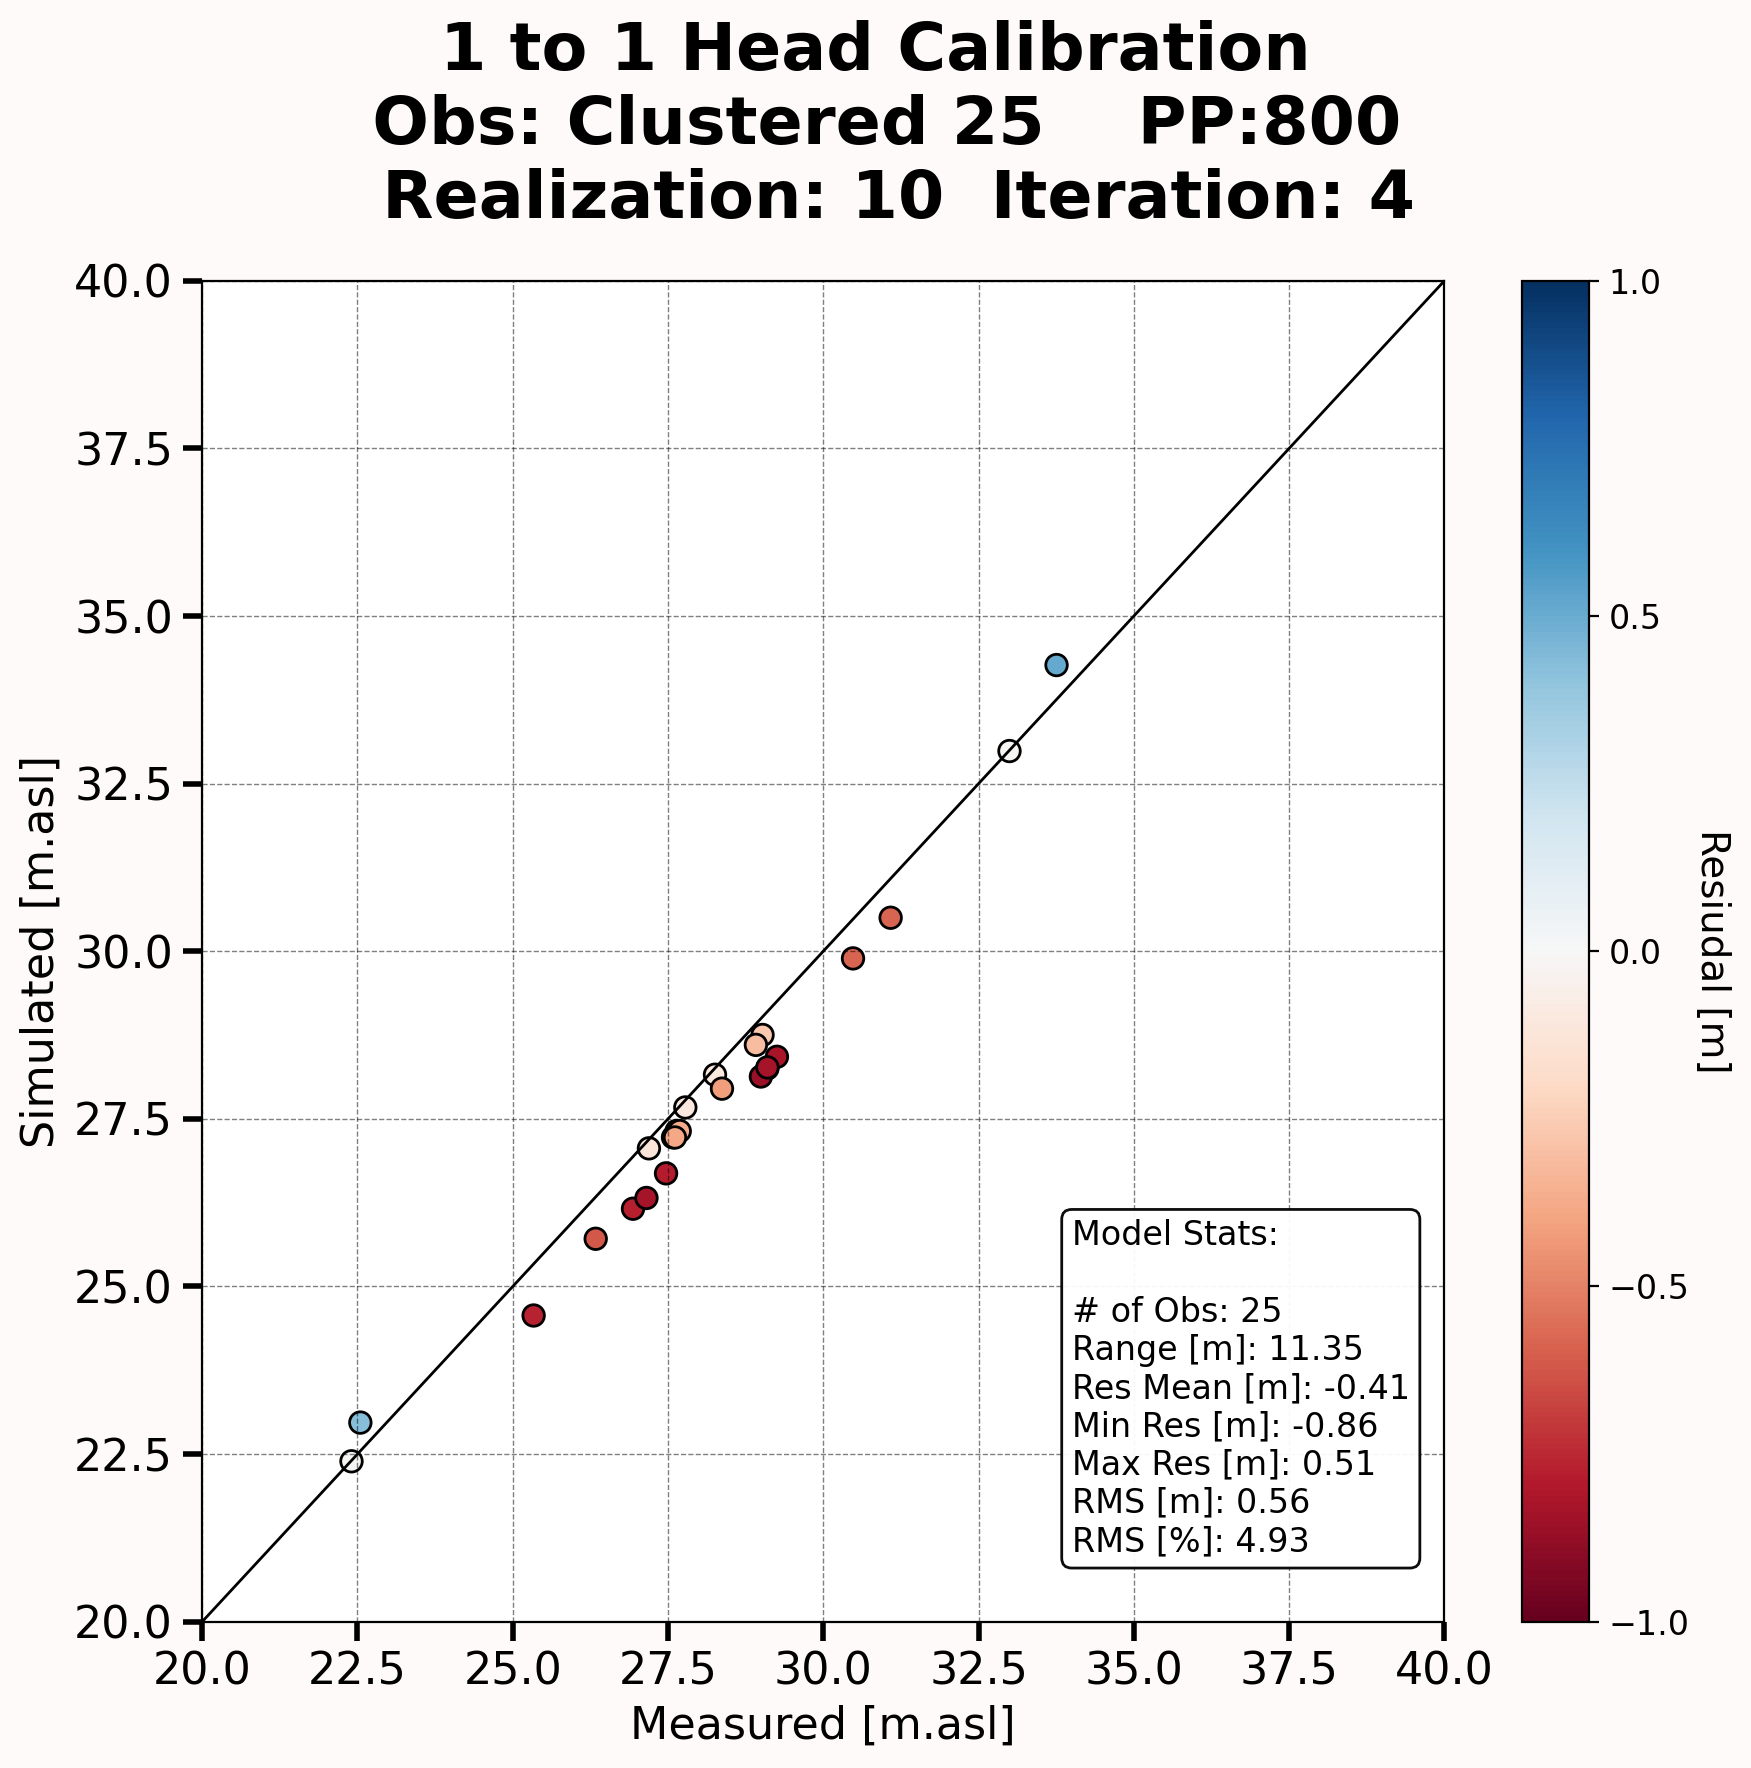 1 to 1 Head Calibration
Obs: Clustered 25    PP:800
Realization: 10  Iteration: 4
40.0
37.5
35.0
32.5
30.0
27.5
25.0
22.5
20.0
Simulated [m.asl]
20.0 22.5 25.0 27.5 30.0 32.5 35.0 37.5 40.0
Measured [m.asl]
Model Stats:
# of Obs: 25
Range [m]: 11.35
Res Mean [m]: -0.41
Min Res [m]: -0.86
Max Res [m]: 0.51
RMS [m]: 0.56
RMS [%]: 4.93
1.0
0.5
0.0
−0.5
−1.0
Resiudal [m]